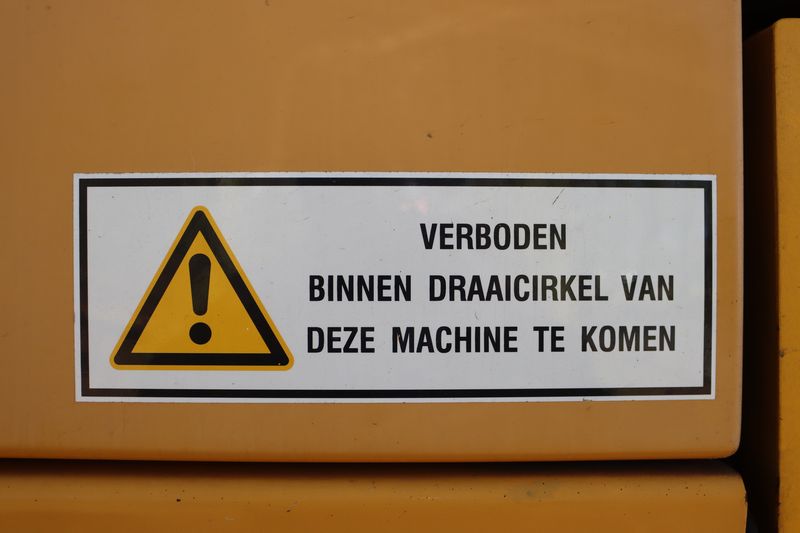 VERBODEN
BINNEN DRAAICIRKEL VAN
DEZE MACHINE TE KOMEN